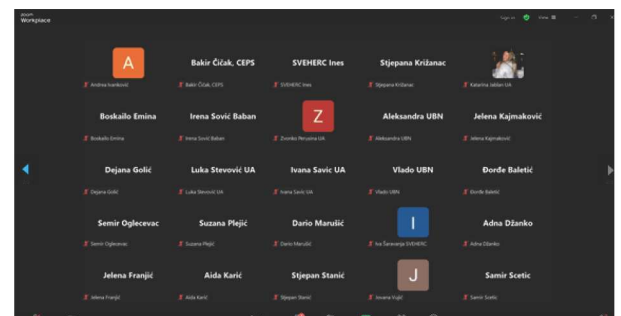 zoom
Workplace
Sign in
View
A
Bakir Čičak, CEPS
SVEHERC Ines
Stjepana Križanac
Andrea Ivanković
Bakir Čičak, CEPS
SVEHERC Ines
Stjepana Križanac
Katarina Jablan UA
Boskailo Emina
Irena Sović Baban
Z
Aleksandra UBN
Jelena Kajmaković
Boskailo Emina
Irena Sović Baban
Zvonko Perusina UA
Aleksandra UBN
Jelena Kajmaković
Dejana Golić
Luka Stevović UA
Ivana Savic UA
Vlado UBN
Đorđe Baletić
Dejana Golić
Luka Stevović UA
Ivana Savic UA
Vlado UBN
Đorđe Baletić
Semir Oglecevac
Suzana Plejić
Dario Marušić
I
Adna Džanko
Semir Oglecevac
Suzana Plejić
Dario Marušić
Iva Šaravanja SVEHERC
Adna Džanko
Jelena Franjić
Aida Karić
Stjepan Stanić
J
Samir Scetic
Jelena Franjić
Aida Karić
Stjepan Stanić
Jovana Vujić
Samir Scetic